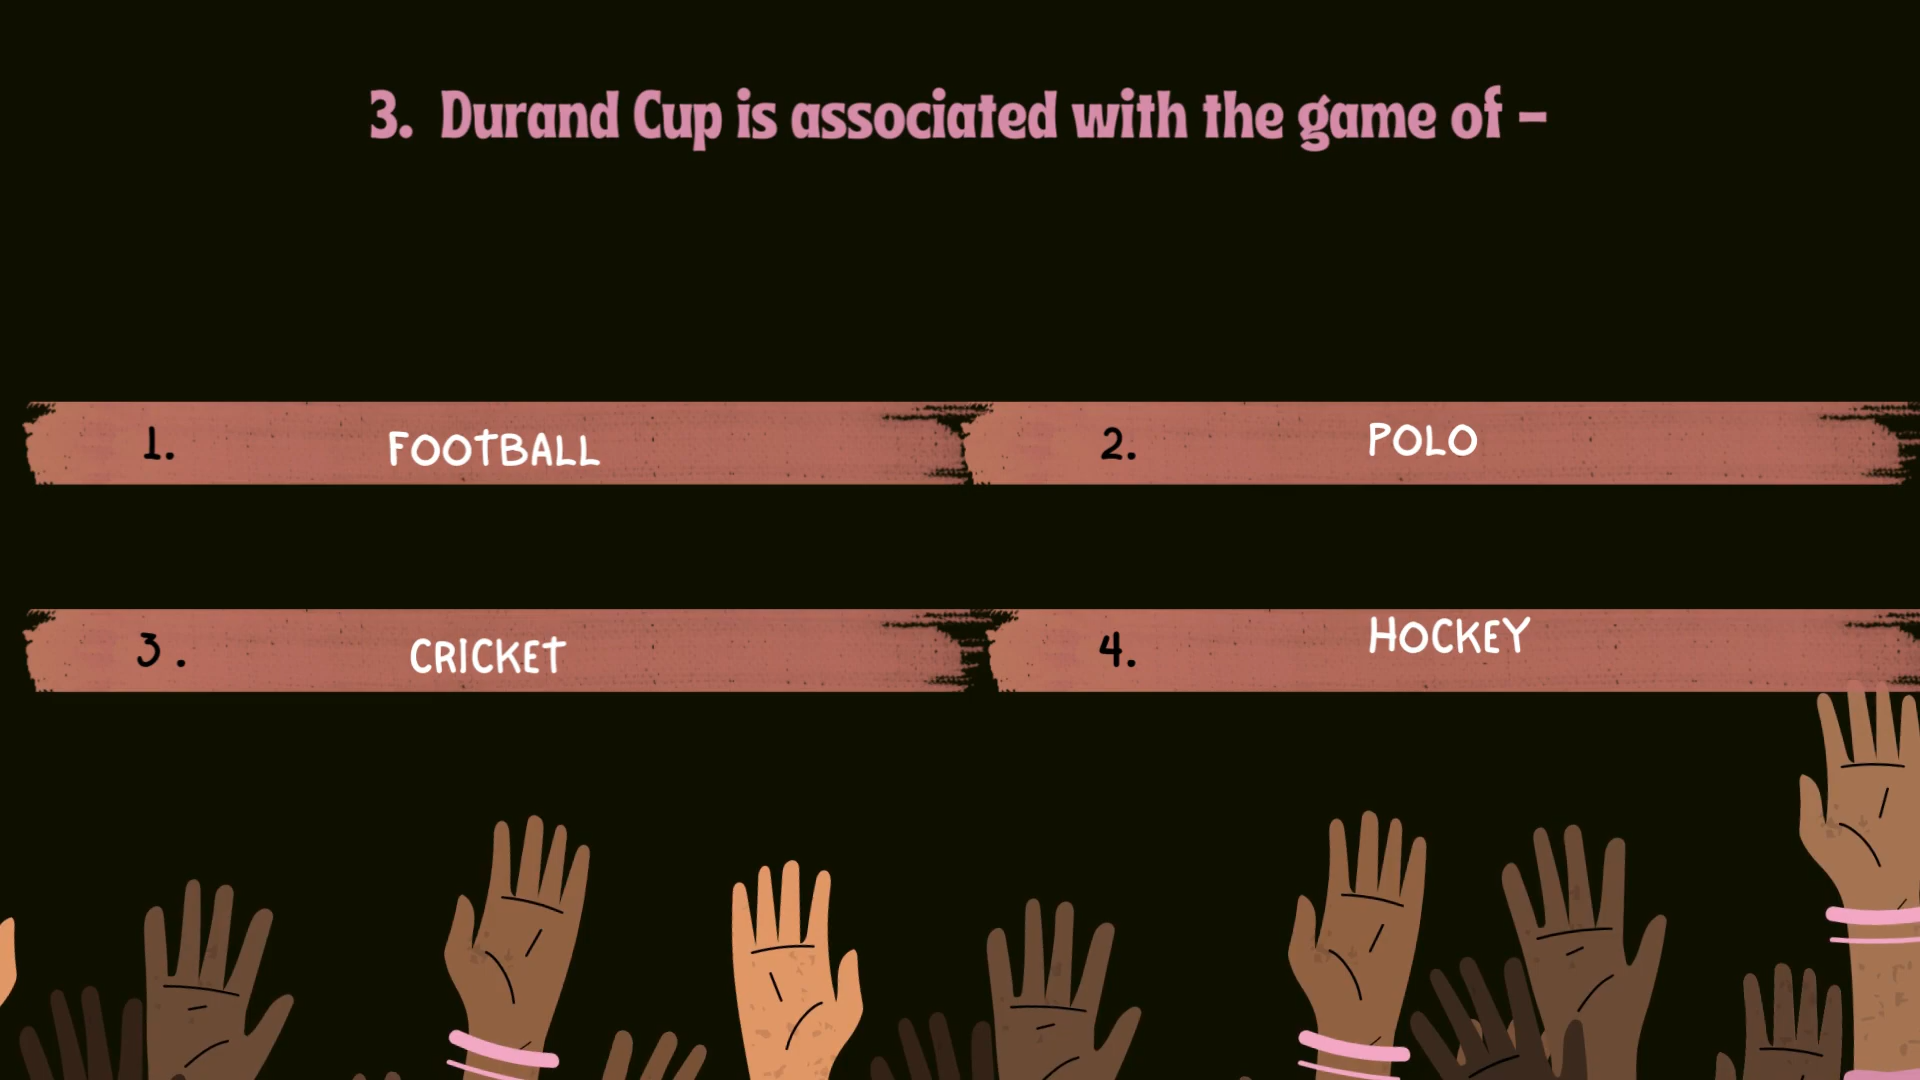 3. Durand Cup is associated with the game of -
1. FOOTBALL
2. POLO
3. CRICKET
4. HOCKEY